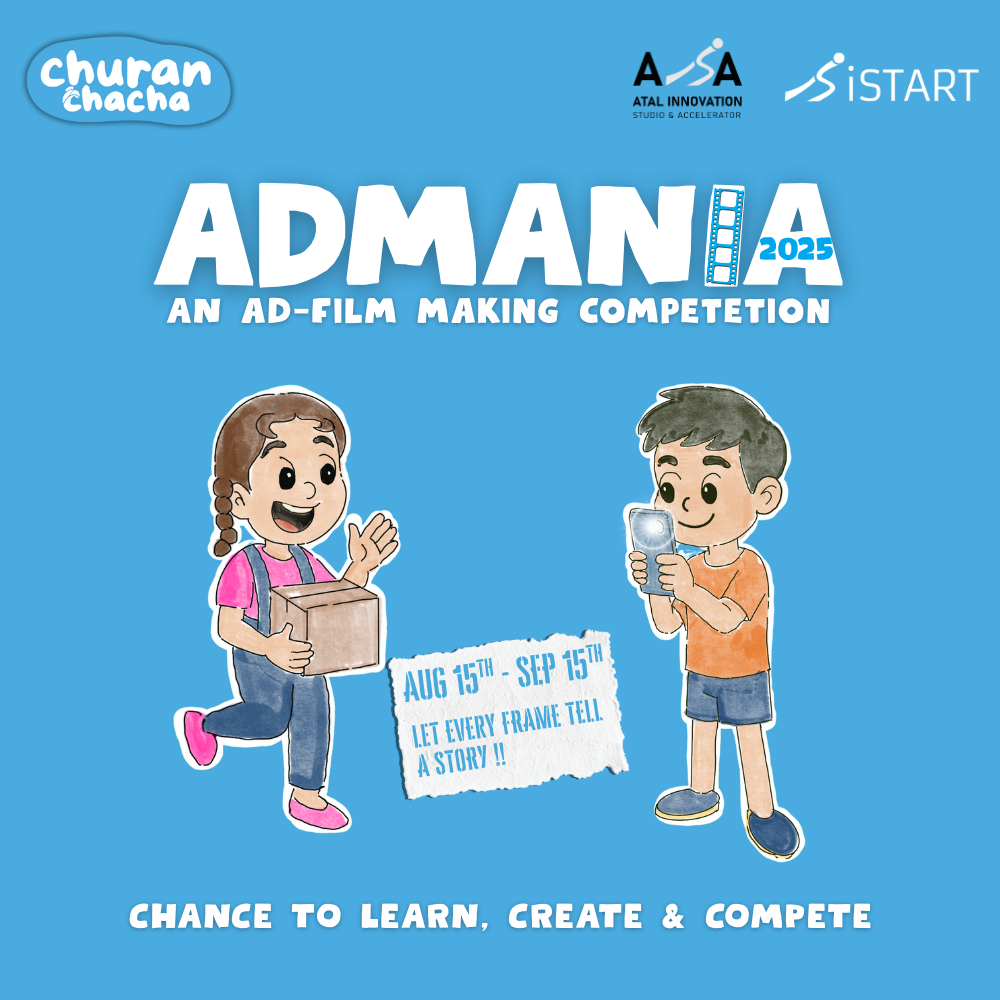 churan
chacha
AISA
ATAL INNOVATION
STUDIO & ACCELERATOR
iSTART
ADMANIA
2025
AN AD-FILM MAKING COMPETETION
AUG 15TH - SEP 15TH
LET EVERY FRAME TELL
A STORY !!
CHANCE TO LEARN, CREATE & COMPETE